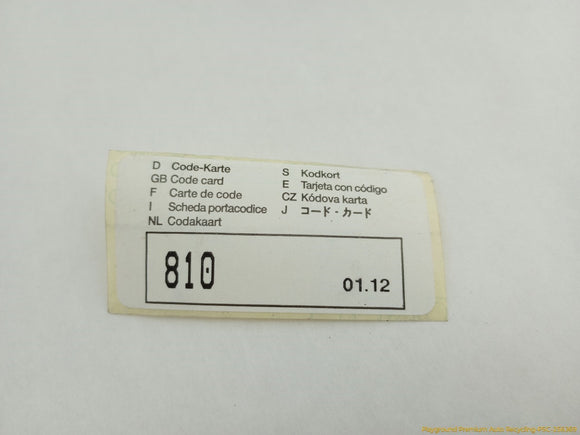 D Code-Karte
GB Code card
F Carte de code
I Scheda portacodice
NL Codakaart
S Kodkort
E Tarjeta con código
CZ Kódova karta
J コード・カード
810
01.12